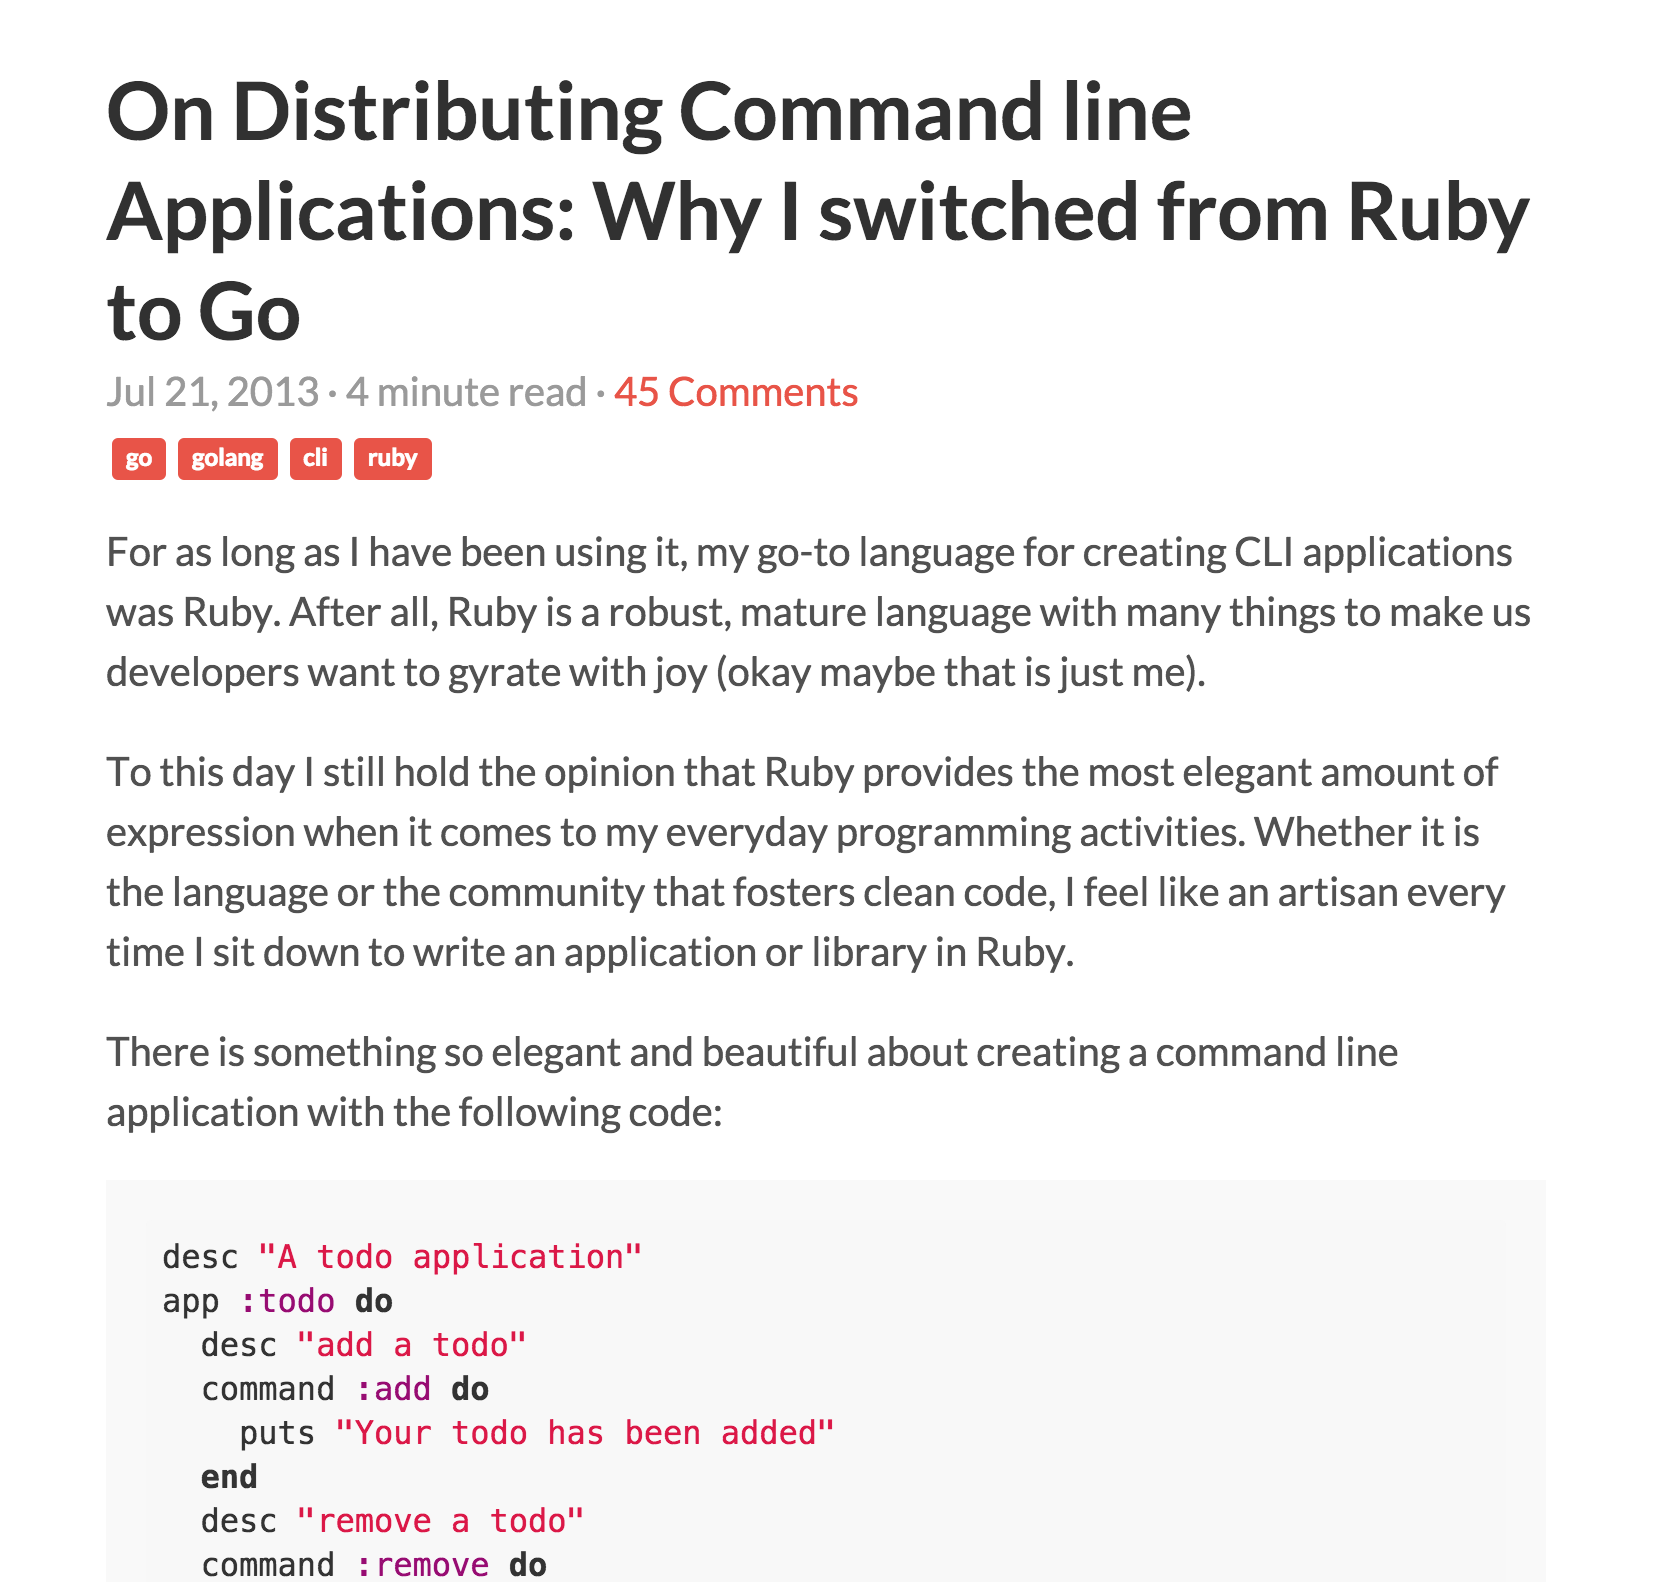 On Distributing Command line
Applications: Why I switched from Ruby
to Go
Jul 21, 2013 · 4 minute read · 45 Comments
go golang cli ruby
For as long as I have been using it, my go-to language for creating CLI applications
was Ruby. After all, Ruby is a robust, mature language with many things to make us
developers want to gyrate with joy (okay maybe that is just me).
To this day I still hold the opinion that Ruby provides the most elegant amount of
expression when it comes to my everyday programming activities. Whether it is
the language or the community that fosters clean code, I feel like an artisan every
time I sit down to write an application or library in Ruby.
There is something so elegant and beautiful about creating a command line
application with the following code:
desc "A todo application"
app :todo do
  desc "add a todo"
  command :add do
    puts "Your todo has been added"
  end
  desc "remove a todo"
  command :remove do